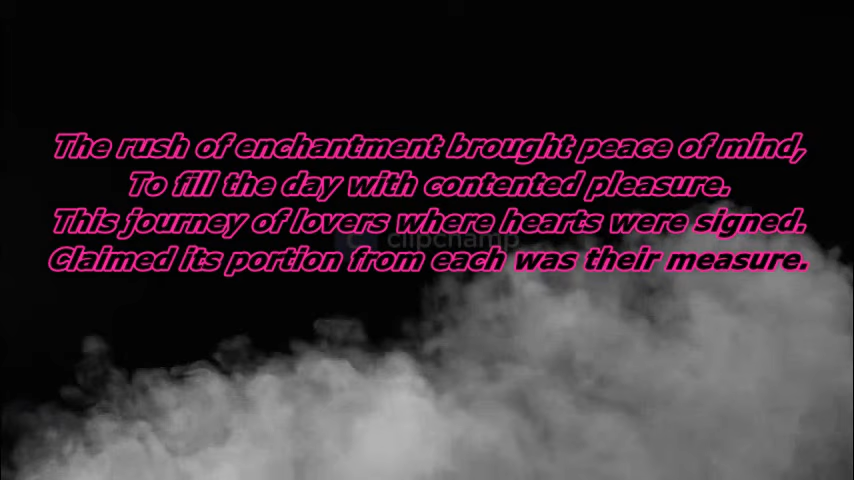 The rush of enchantment brought peace of mind,
To fill the day with contented pleasure.
This journey of lovers where hearts were signed.
clipchamp
Claimed its portion from each was their measure.